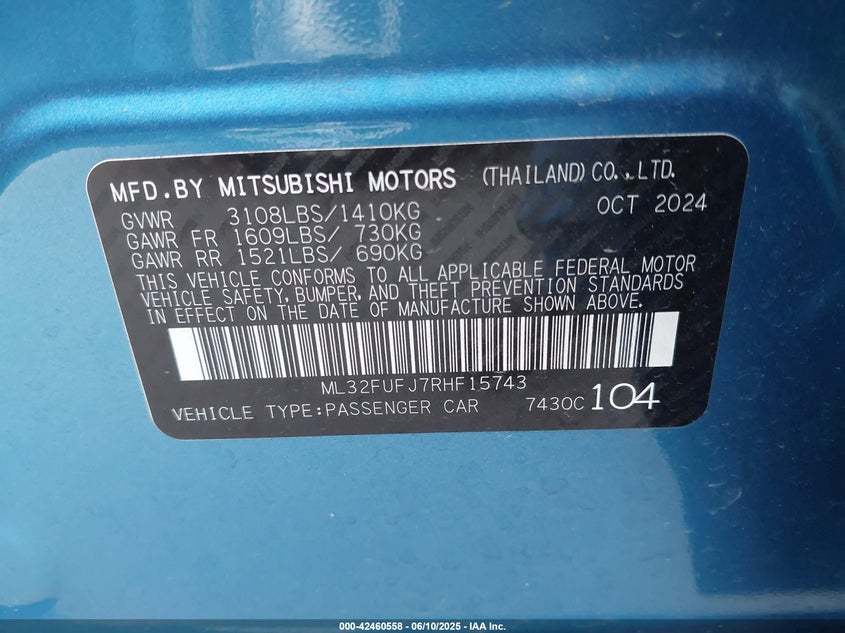 MFD.BY MITSUBISHI MOTORS (THAILAND) CO.,LTD.
GVWR 3108LBS/1410KG OCT 2024
GAWR FR 1609LBS/ 730KG
GAWR RR 1521LBS/ 690KG
THIS VEHICLE CONFORMS TO ALL APPLICABLE FEDERAL MOTOR
VEHICLE SAFETY, BUMPER, AND THEFT PREVENTION STANDARDS
IN EFFECT ON THE DATE OF MANUFACTURE SHOWN ABOVE.
ML32FUFJ7RHF15743
VEHICLE TYPE:PASSENGER CAR 7430C 104
000-42460558 - 06/10/2025 - IAA Inc.